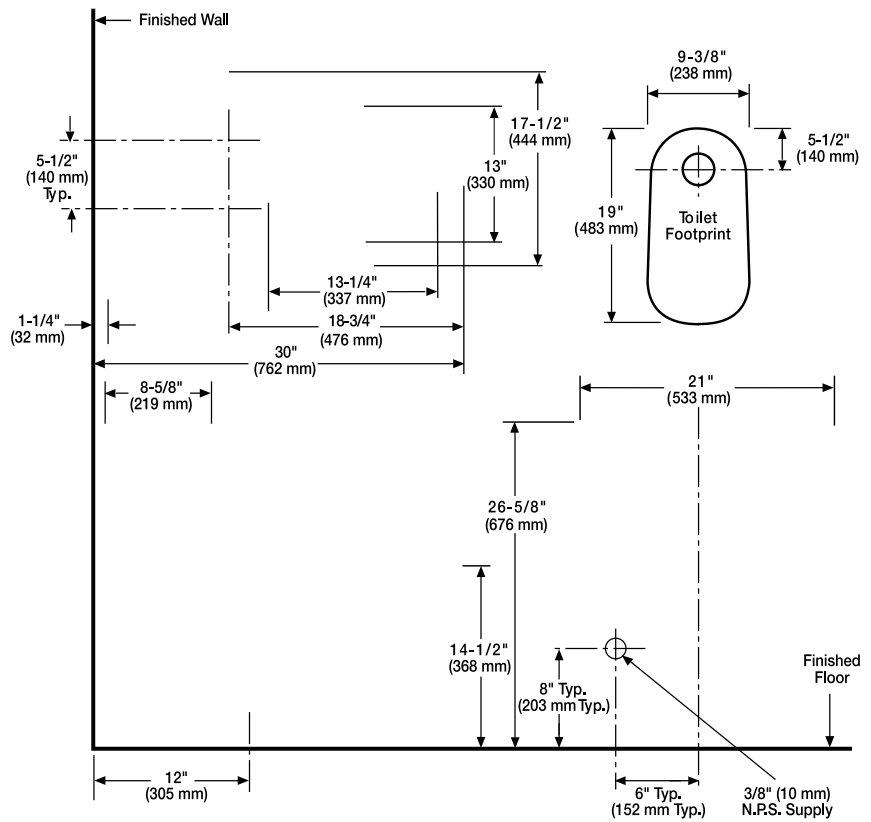 Finished Wall
9-3/8"
(238 mm)
17-1/2"
(444 mm)
5-1/2"
(140 mm)
5-1/2"
(140 mm)
Typ.
13"
(330 mm)
19"
(483 mm)
Toilet
Footprint
13-1/4"
(337 mm)
1-1/4"
(32 mm)
18-3/4"
(476 mm)
30"
(762 mm)
8-5/8"
(219 mm)
21"
(533 mm)
26-5/8"
(676 mm)
14-1/2"
(368 mm)
Finished
Floor
8" Typ.
(203 mm Typ.)
12"
(305 mm)
6" Typ.
(152 mm Typ.)
3/8" (10 mm)
N.P.S. Supply